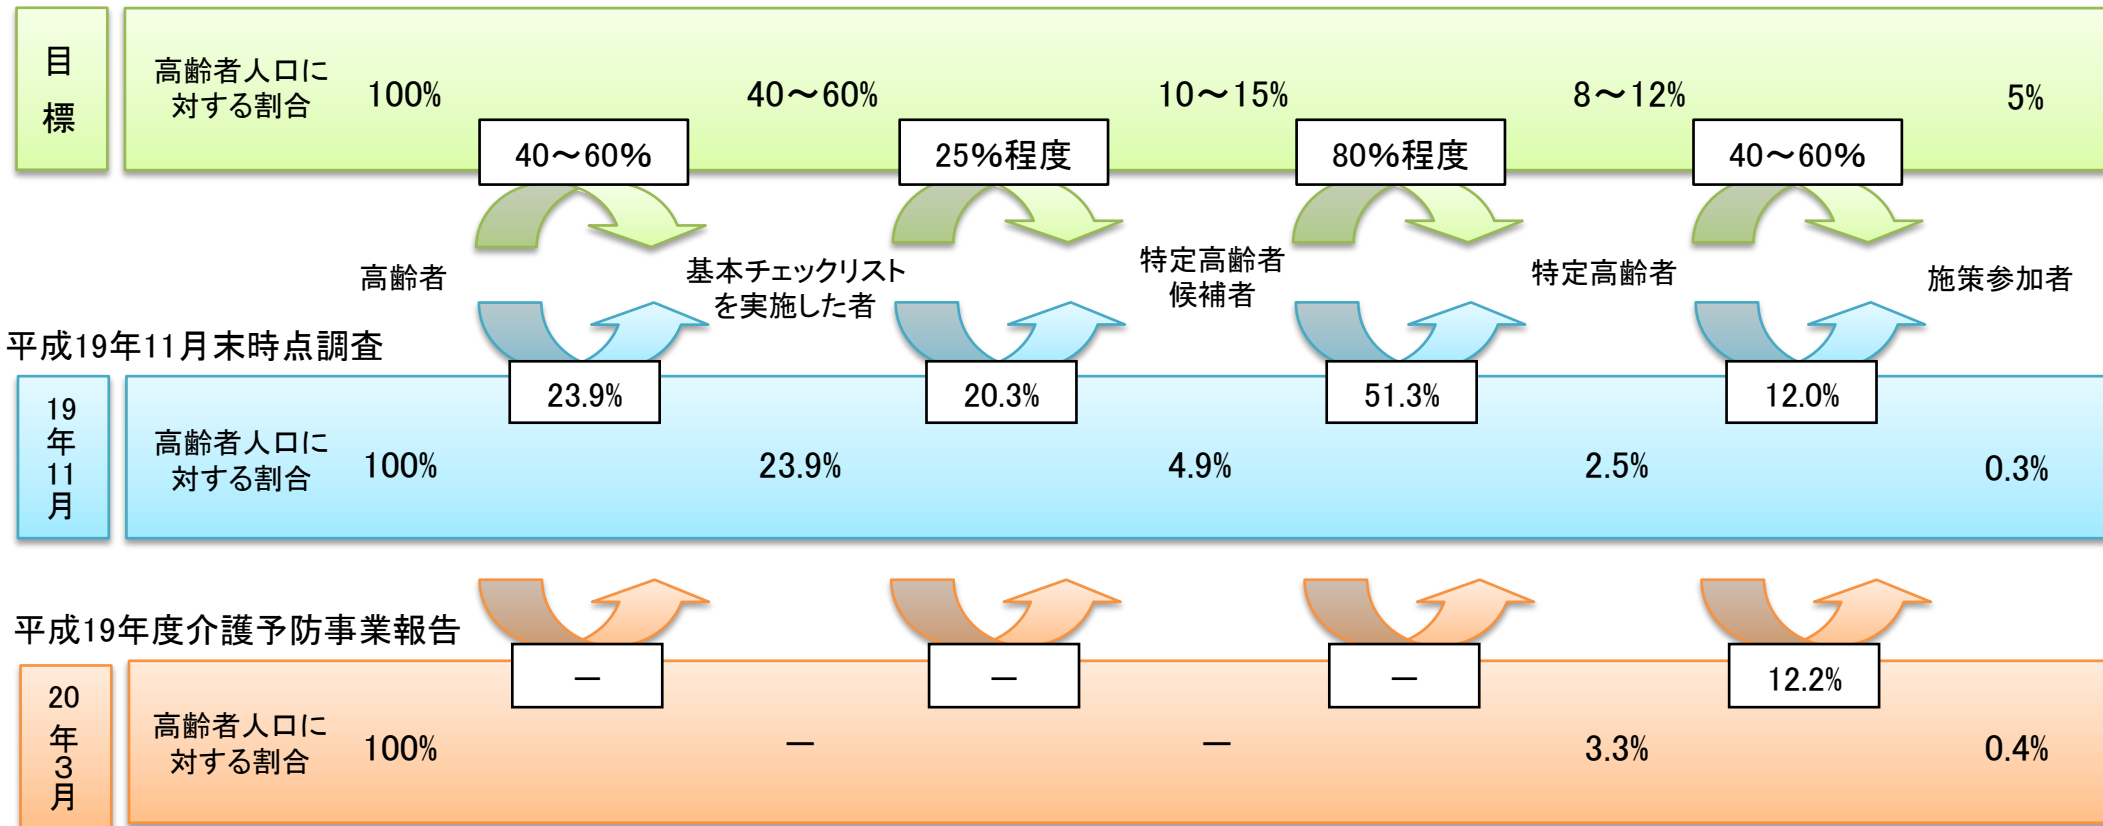 目標
高齢者人口に
対する割合
100%
40～60%
10～15%
8～12%
5%
40～60%
25%程度
80%程度
40～60%
高齢者
基本チェックリスト
を実施した者
特定高齢者
候補者
特定高齢者
施策参加者
平成19年11月末時点調査
23.9%
20.3%
51.3%
12.0%
19年11月
高齢者人口に
対する割合
100%
23.9%
4.9%
2.5%
0.3%
平成19年度介護予防事業報告
－
－
－
12.2%
20年3月
高齢者人口に
対する割合
100%
－
－
3.3%
0.4%